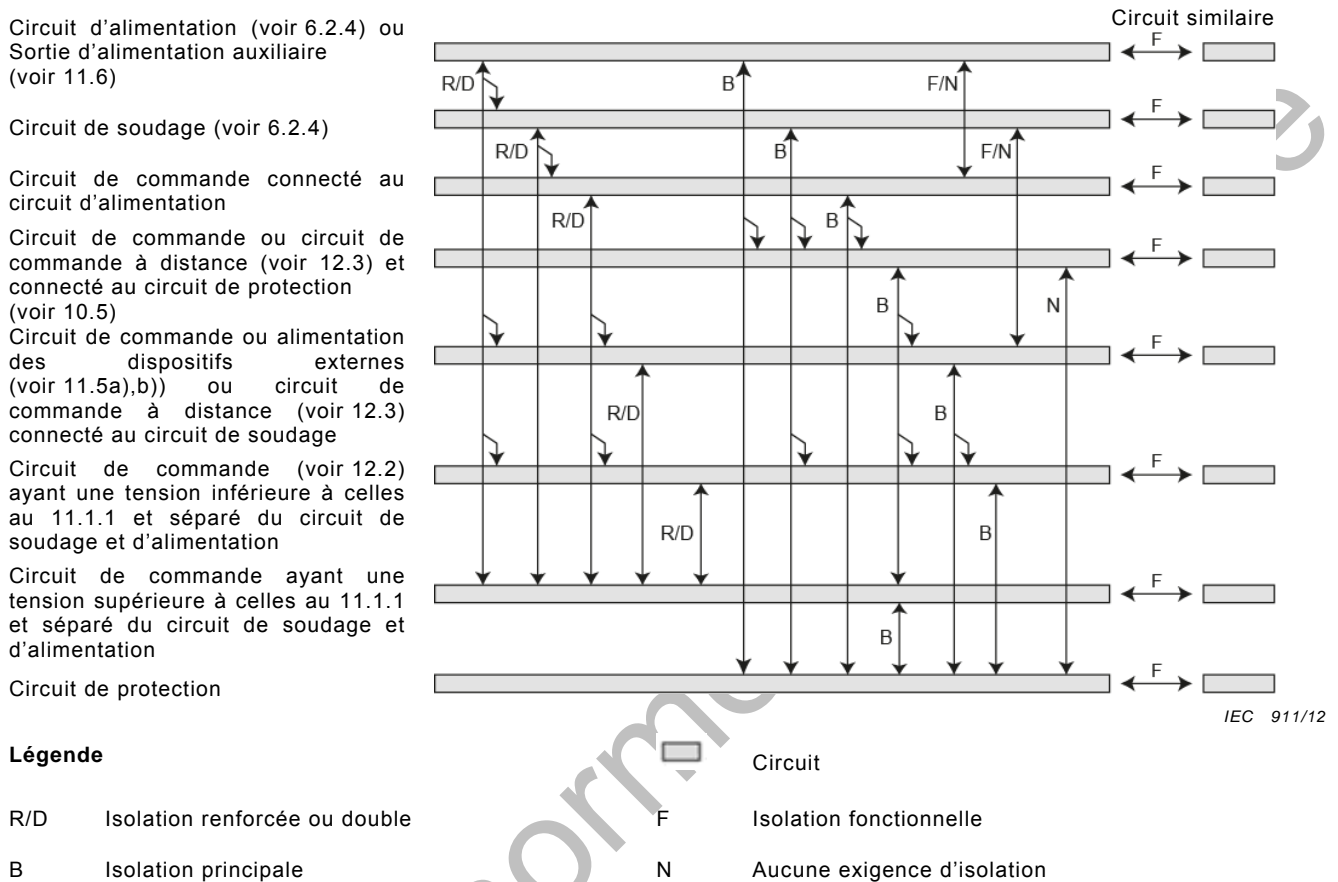 Circuit similaire
Circuit d'alimentation (voir 6.2.4) ou
Sortie d'alimentation auxiliaire
(voir 11.6)
F
R/D
B
F/N
Circuit de soudage (voir 6.2.4)
F
R/D
B
F/N
Circuit de commande connecté au
circuit d'alimentation
F
R/D
B
Circuit de commande ou circuit de
commande à distance (voir 12.3) et
connecté au circuit de protection
(voir 10.5)
F
B
N
Circuit de commande ou alimentation
des dispositifs externes
(voir 11.5a),b)) ou circuit de
commande à distance (voir 12.3)
connecté au circuit de soudage
F
R/D
B
Circuit de commande (voir 12.2)
ayant une tension inférieure à celles
au 11.1.1 et séparé du circuit de
soudage et d'alimentation
F
R/D
B
Circuit de commande ayant une
tension supérieure à celles au 11.1.1
et séparé du circuit de soudage et
d'alimentation
F
B
Circuit de protection
F
IEC 911/12
Légende
Circuit
R/D Isolation renforcée ou double
F Isolation fonctionnelle
B Isolation principale
N Aucune exigence d'isolation